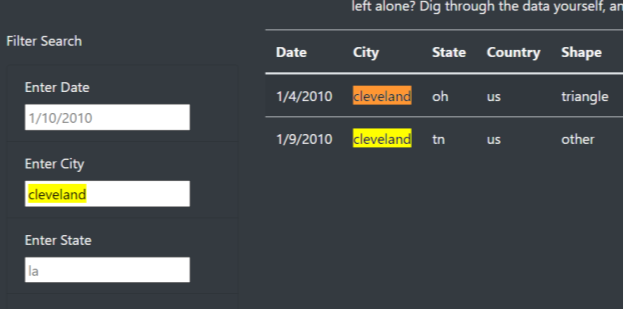 left alone? Dig through the data yourself, an
Filter Search
Enter Date
1/10/2010
Enter City
cleveland
Enter State
la
Date City State Country Shape
1/4/2010 cleveland oh us triangle
1/9/2010 cleveland tn us other